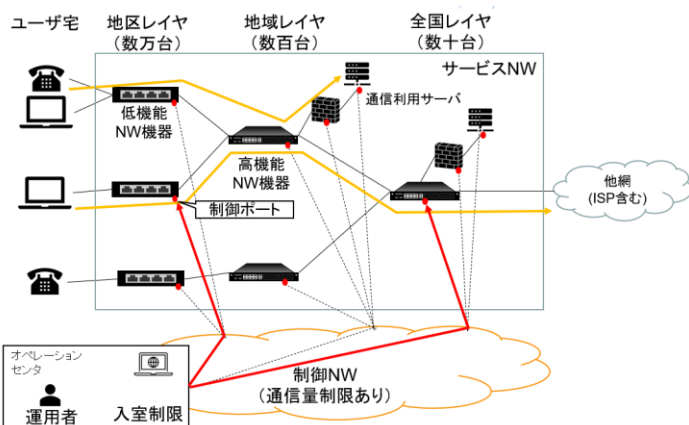 ユーザ宅
地区レイヤ
(数万台)
地域レイヤ
(数百台)
全国レイヤ
(数十台)
サービスNW
低機能
NW機器
通信利用サーバ
高機能
NW機器
制御ポート
他網
(ISP含む)
オペレーション
センタ
運用者
入室制限
制御NW
(通信量制限あり)